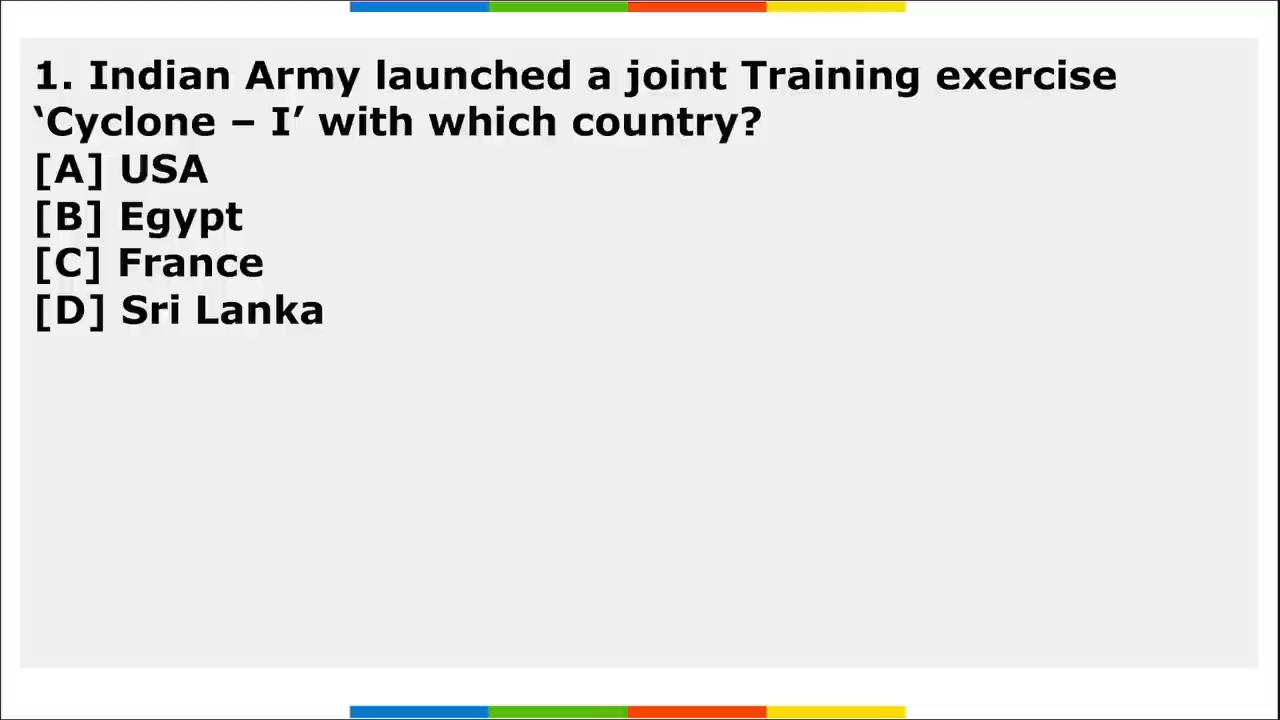 1. Indian Army launched a joint Training exercise
‘Cyclone – I’ with which country?
[A] USA
[B] Egypt
[C] France
[D] Sri Lanka